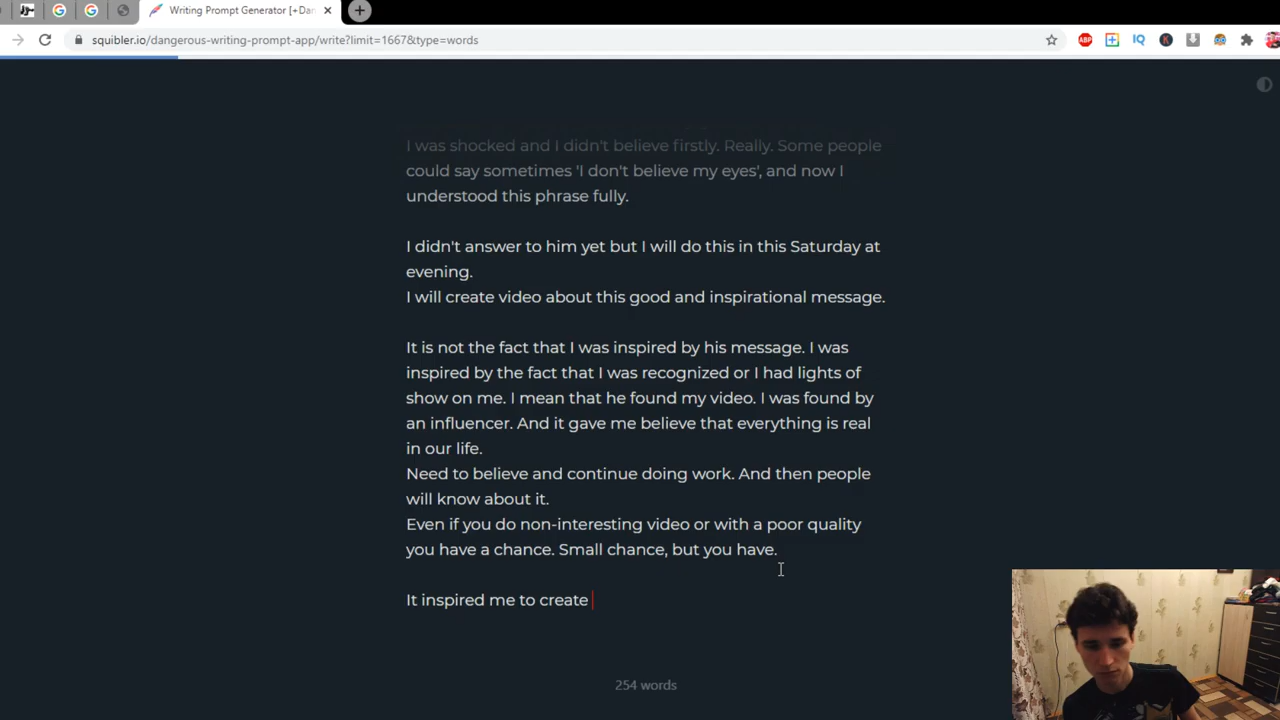 Writing Prompt Generator [+Dan
squibler.io/dangerous-writing-prompt-app/write?limit=1667&type=words
ABP
IQ
K
I was shocked and I didn't believe firstly. Really. Some people
could say sometimes 'I don't believe my eyes', and now I
understood this phrase fully.
I didn't answer to him yet but I will do this in this Saturday at
evening.
I will create video about this good and inspirational message.
It is not the fact that I was inspired by his message. I was
inspired by the fact that I was recognized or I had lights of
show on me. I mean that he found my video. I was found by
an influencer. And it gave me believe that everything is real
in our life.
Need to believe and continue doing work. And then people
will know about it.
Even if you do non-interesting video or with a poor quality
you have a chance. Small chance, but you have.
It inspired me to create
254 words